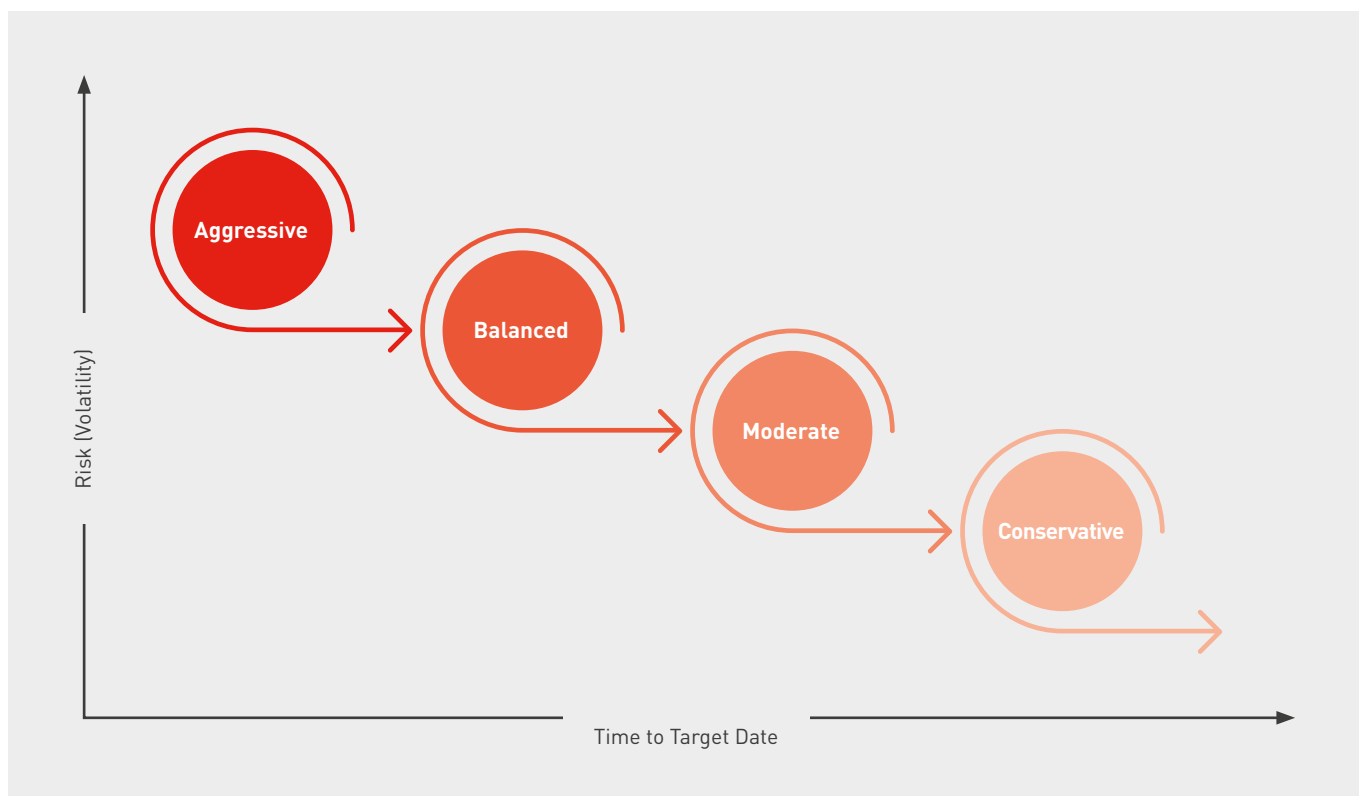 Aggressive
Balanced
Moderate
Conservative
Risk (Volatility)
Time to Target Date